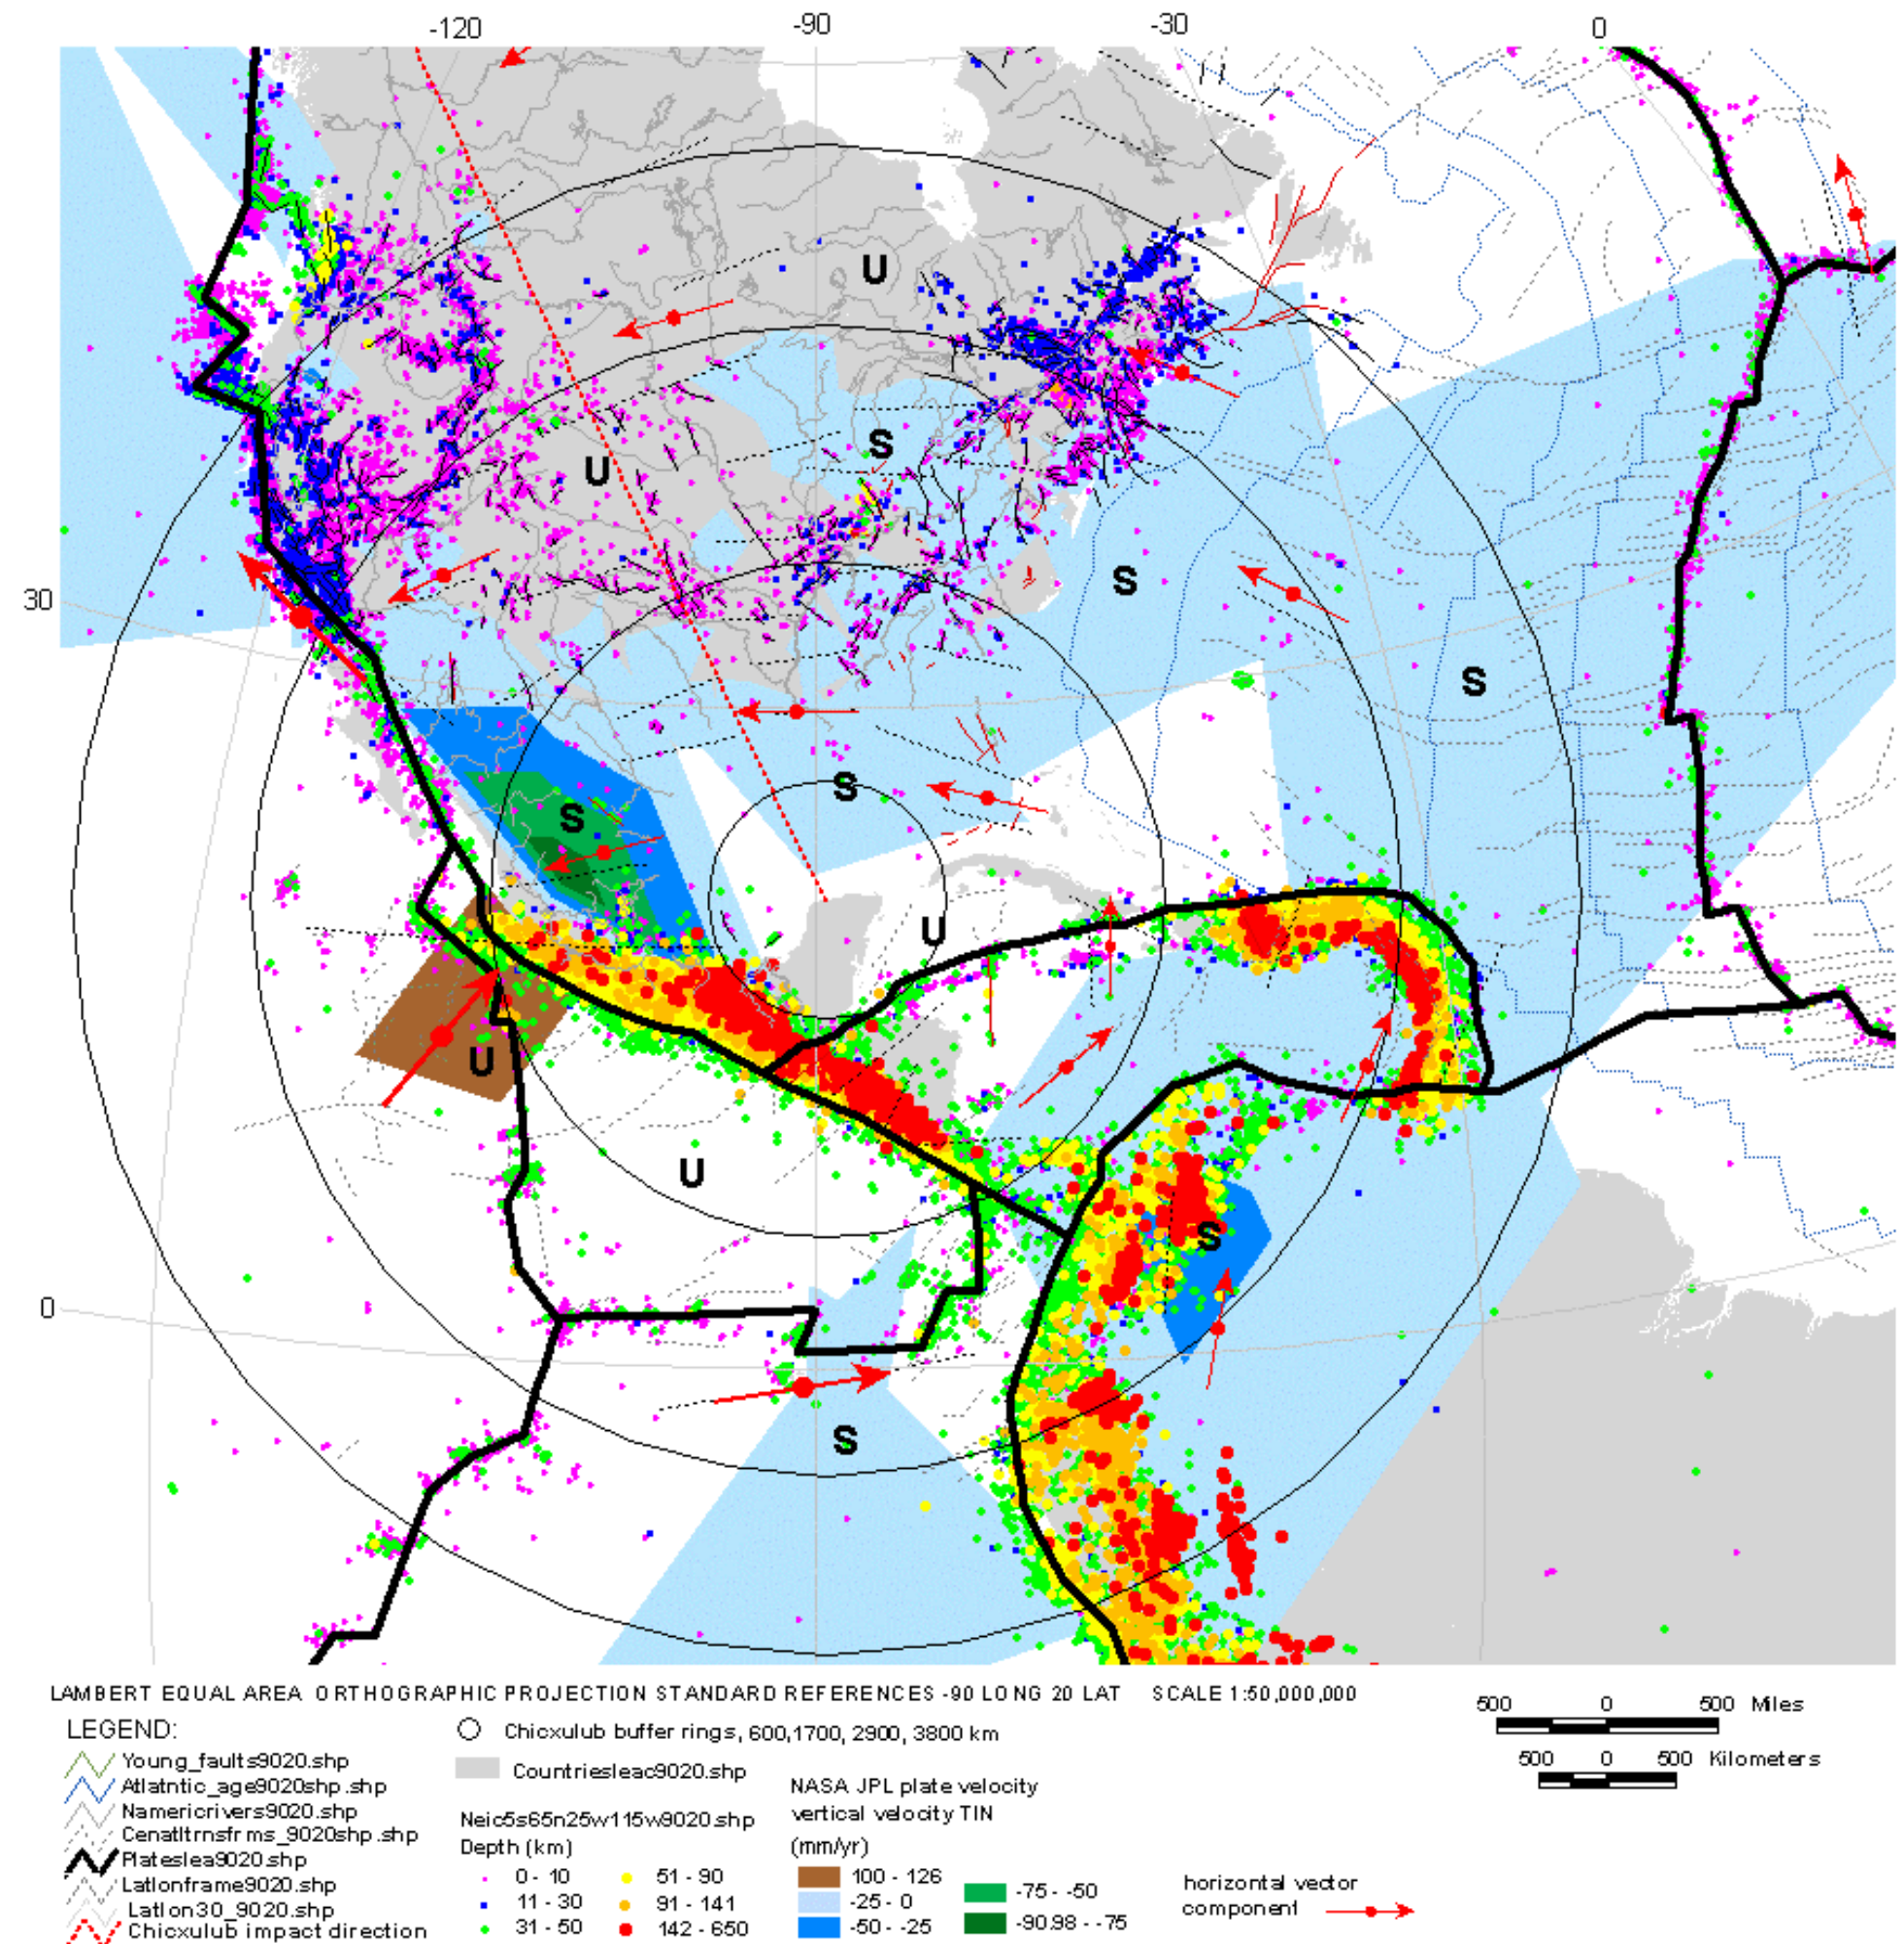 -120 -90 -30 0
U
S
U
S
30
S
S
S
U
U
U
S
0
S
LAMBERT EQUAL AREA ORTHOGRAPHIC PROJECTION STANDARD REFERENCES -90 LONG 20 LAT SCALE 1:50,000,000
LEGEND:
Young_faults9020.shp
Atlatntic_age9020shp.shp
Namericrivers9020.shp
Cenatltrnsfrms_9020shp.shp
Plateslea9020.shp
Latlonframe9020.shp
Latlon30_9020.shp
Chicxulub impact direction
Chicxulub buffer rings, 600,1700, 2900, 3800 km
Countriesleac9020.shp
Neic5s65n25w115w9020.shp
Depth (km)
0 - 10
11 - 30
31 - 50
51 - 90
91 - 141
142 - 650
NASA JPL plate velocity
vertical velocity TIN
(mm/yr)
100 - 126
-25 - 0
-50 - -25
-75 - -50
-90.98 - -75
horizontal vector
component
500 0 500 Miles
500 0 500 Kilometers